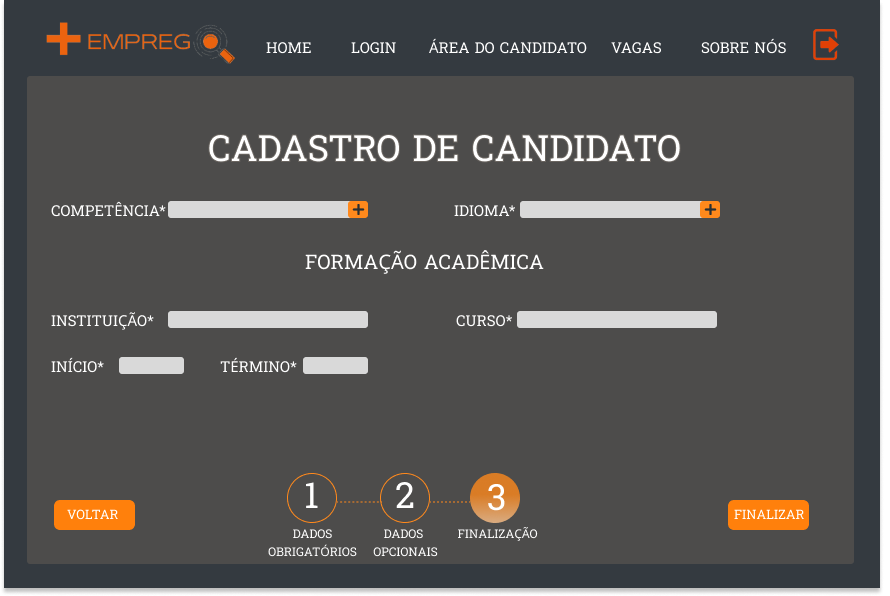 EMPREGO
HOME LOGIN ÁREA DO CANDIDATO VAGAS SOBRE NÓS
CADASTRO DE CANDIDATO
COMPETÊNCIA* + IDIOMA* +
FORMAÇÃO ACADÊMICA
INSTITUIÇÃO* CURSO*
INÍCIO* TÉRMINO*
1 2 3
VOLTAR DADOS OBRIGATÓRIOS DADOS OPCIONAIS FINALIZAÇÃO FINALIZAR